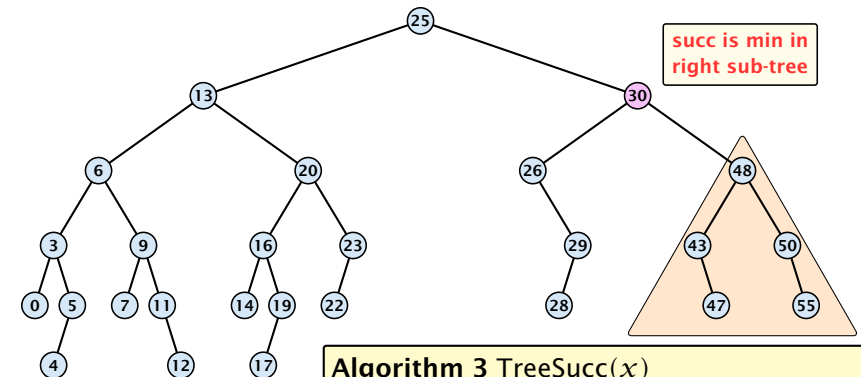 25
succ is min in
right sub-tree
13 30
6 20 26 48
3 9 16 23 29 43 50
0 5 7 11 14 19 22 28 47 55
4 12 17
Algorithm 3 TreeSucc(x)